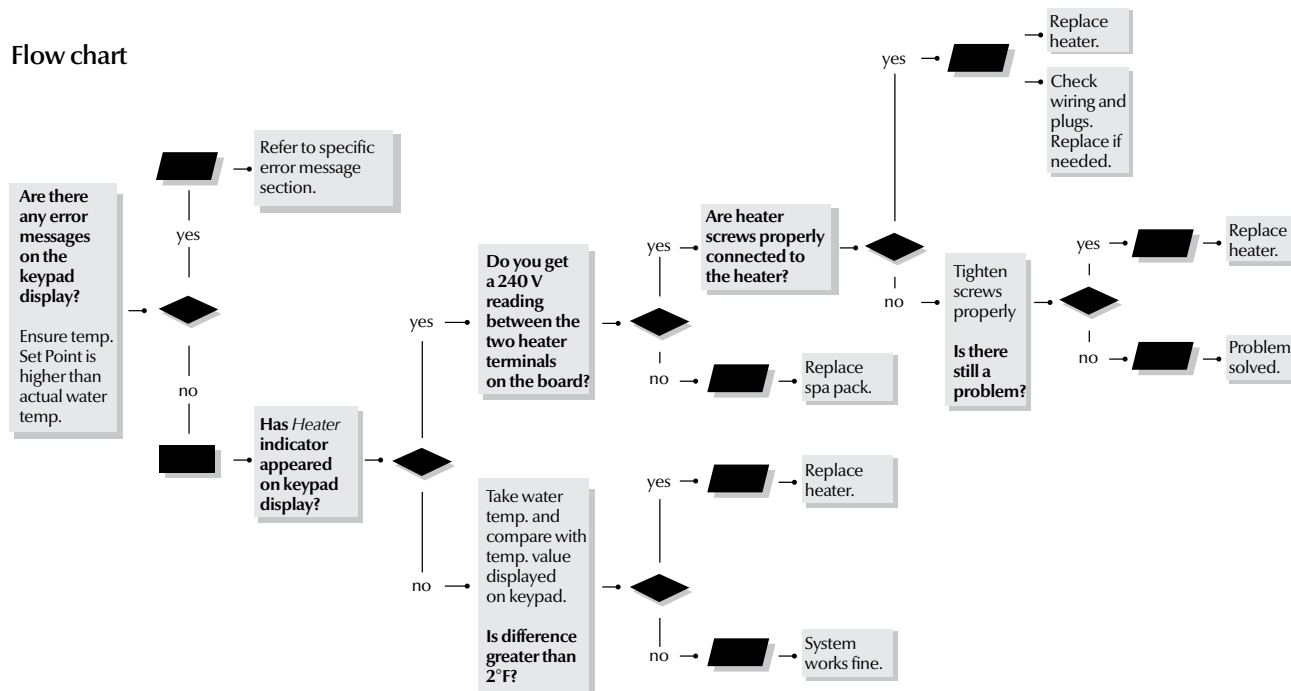 Flow chart
Are there
any error
messages
on the
keypad
display?
Ensure temp.
Set Point is
higher than
actual water
temp.
yes
Refer to specific
error message
section.
no
Has Heater
indicator
appeared
on keypad
display?
yes
Do you get
a 240 V
reading
between the
two heater
terminals
on the board?
yes
Are heater
screws properly
connected to
the heater?
yes
Replace
heater.
Check
wiring and
plugs.
Replace if
needed.
no
Tighten
screws
properly
Is there
still a
problem?
yes
Replace
heater.
no
Problem
solved.
no
Replace
spa pack.
no
Take water
temp. and
compare with
temp. value
displayed
on keypad.
Is difference
greater than
2°F?
yes
Replace
heater.
no
System
works fine.